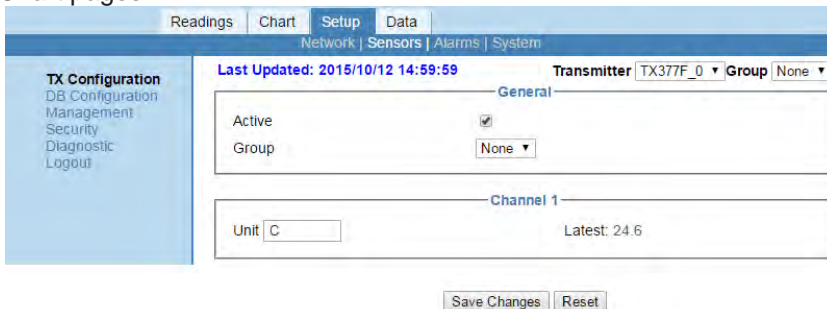 Readings Chart Setup Data
Network | Sensors | Alarms | System
TX Configuration
DB Configuration
Management
Security
Diagnostic
Logout
Last Updated: 2015/10/12 14:59:59 Transmitter TX377F_0 Group None
General
Active
Group None
Channel 1
Unit C Latest: 24.6
Save Changes Reset